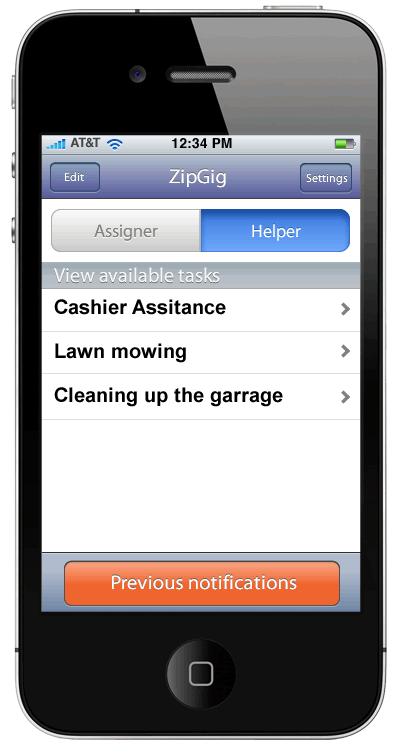 AT&T 12:34 PM
Edit ZipGig Settings
Assigner Helper
View available tasks
Cashier Assitance
Lawn mowing
Cleaning up the garrage
Previous notifications